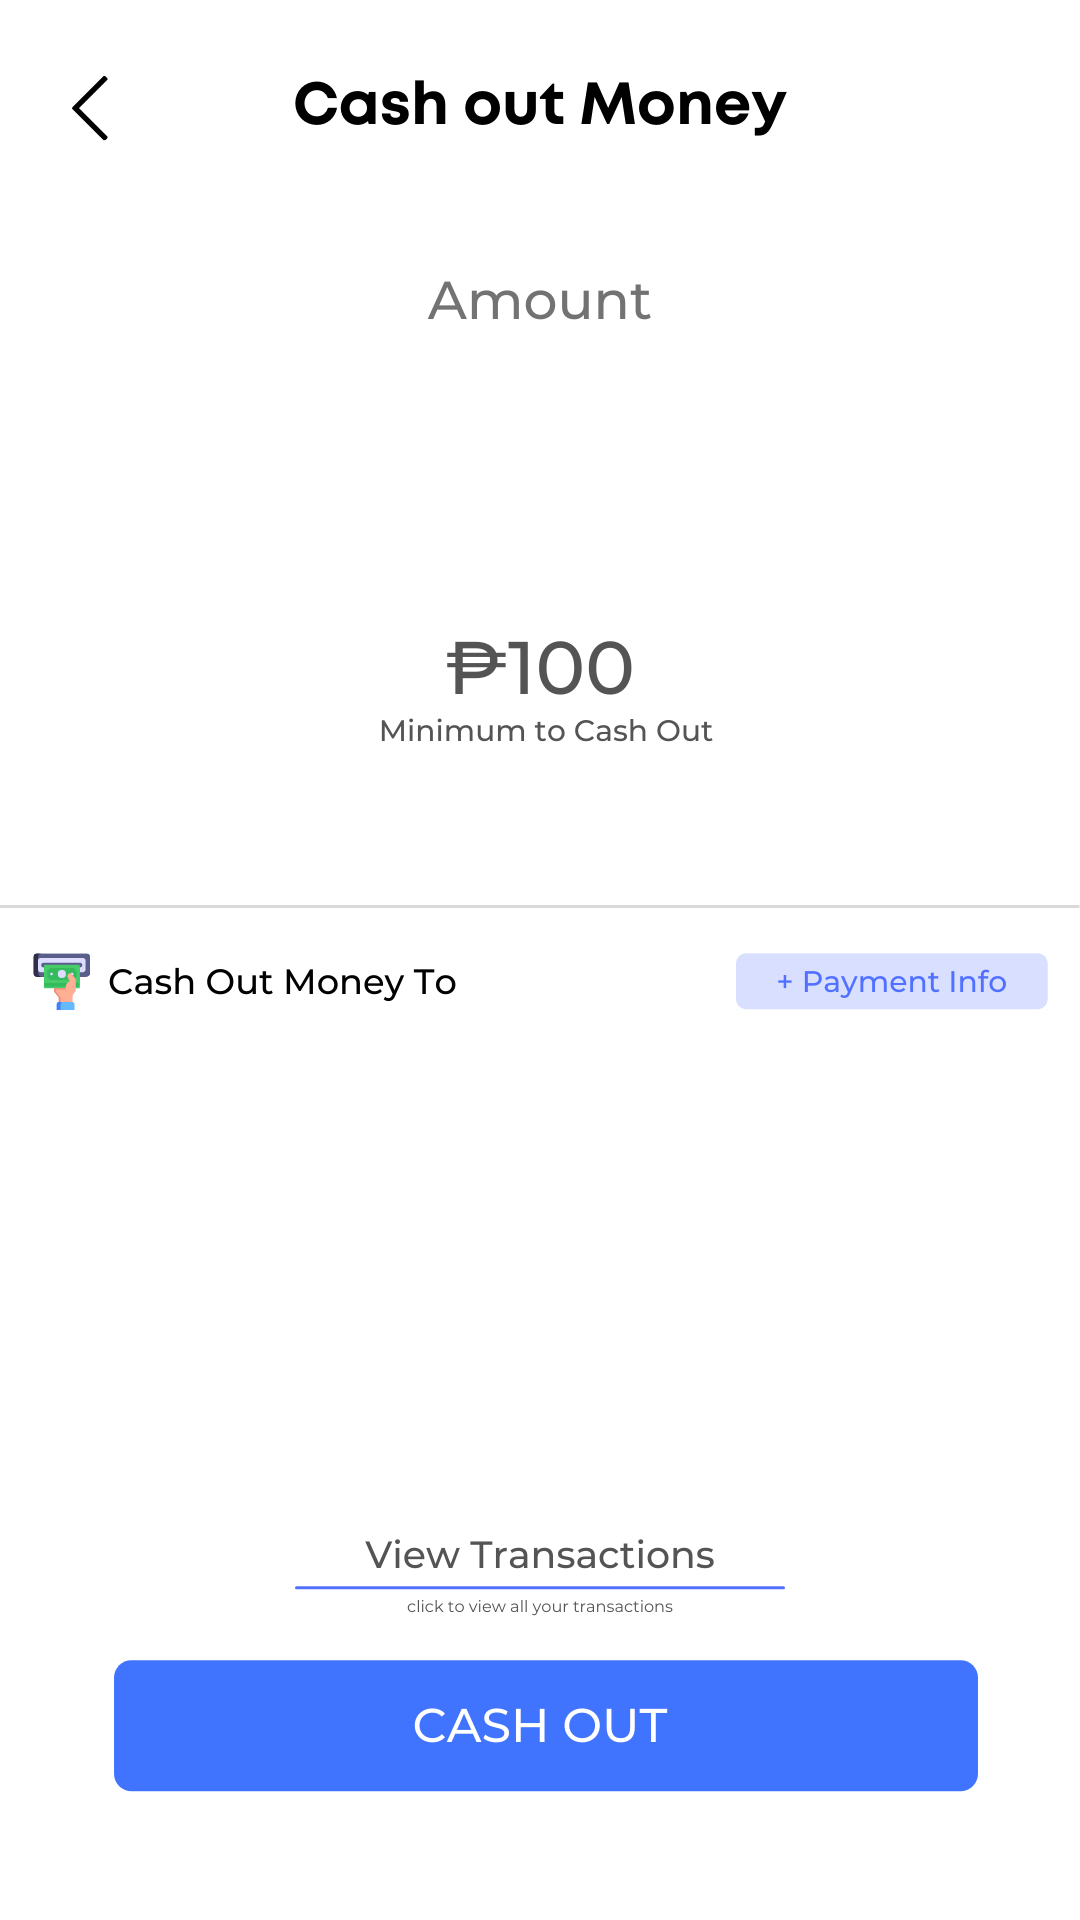 Cash out Money
Amount
₱100
Minimum to Cash Out
Cash Out Money To
+ Payment Info
View Transactions
click to view all your transactions
CASH OUT